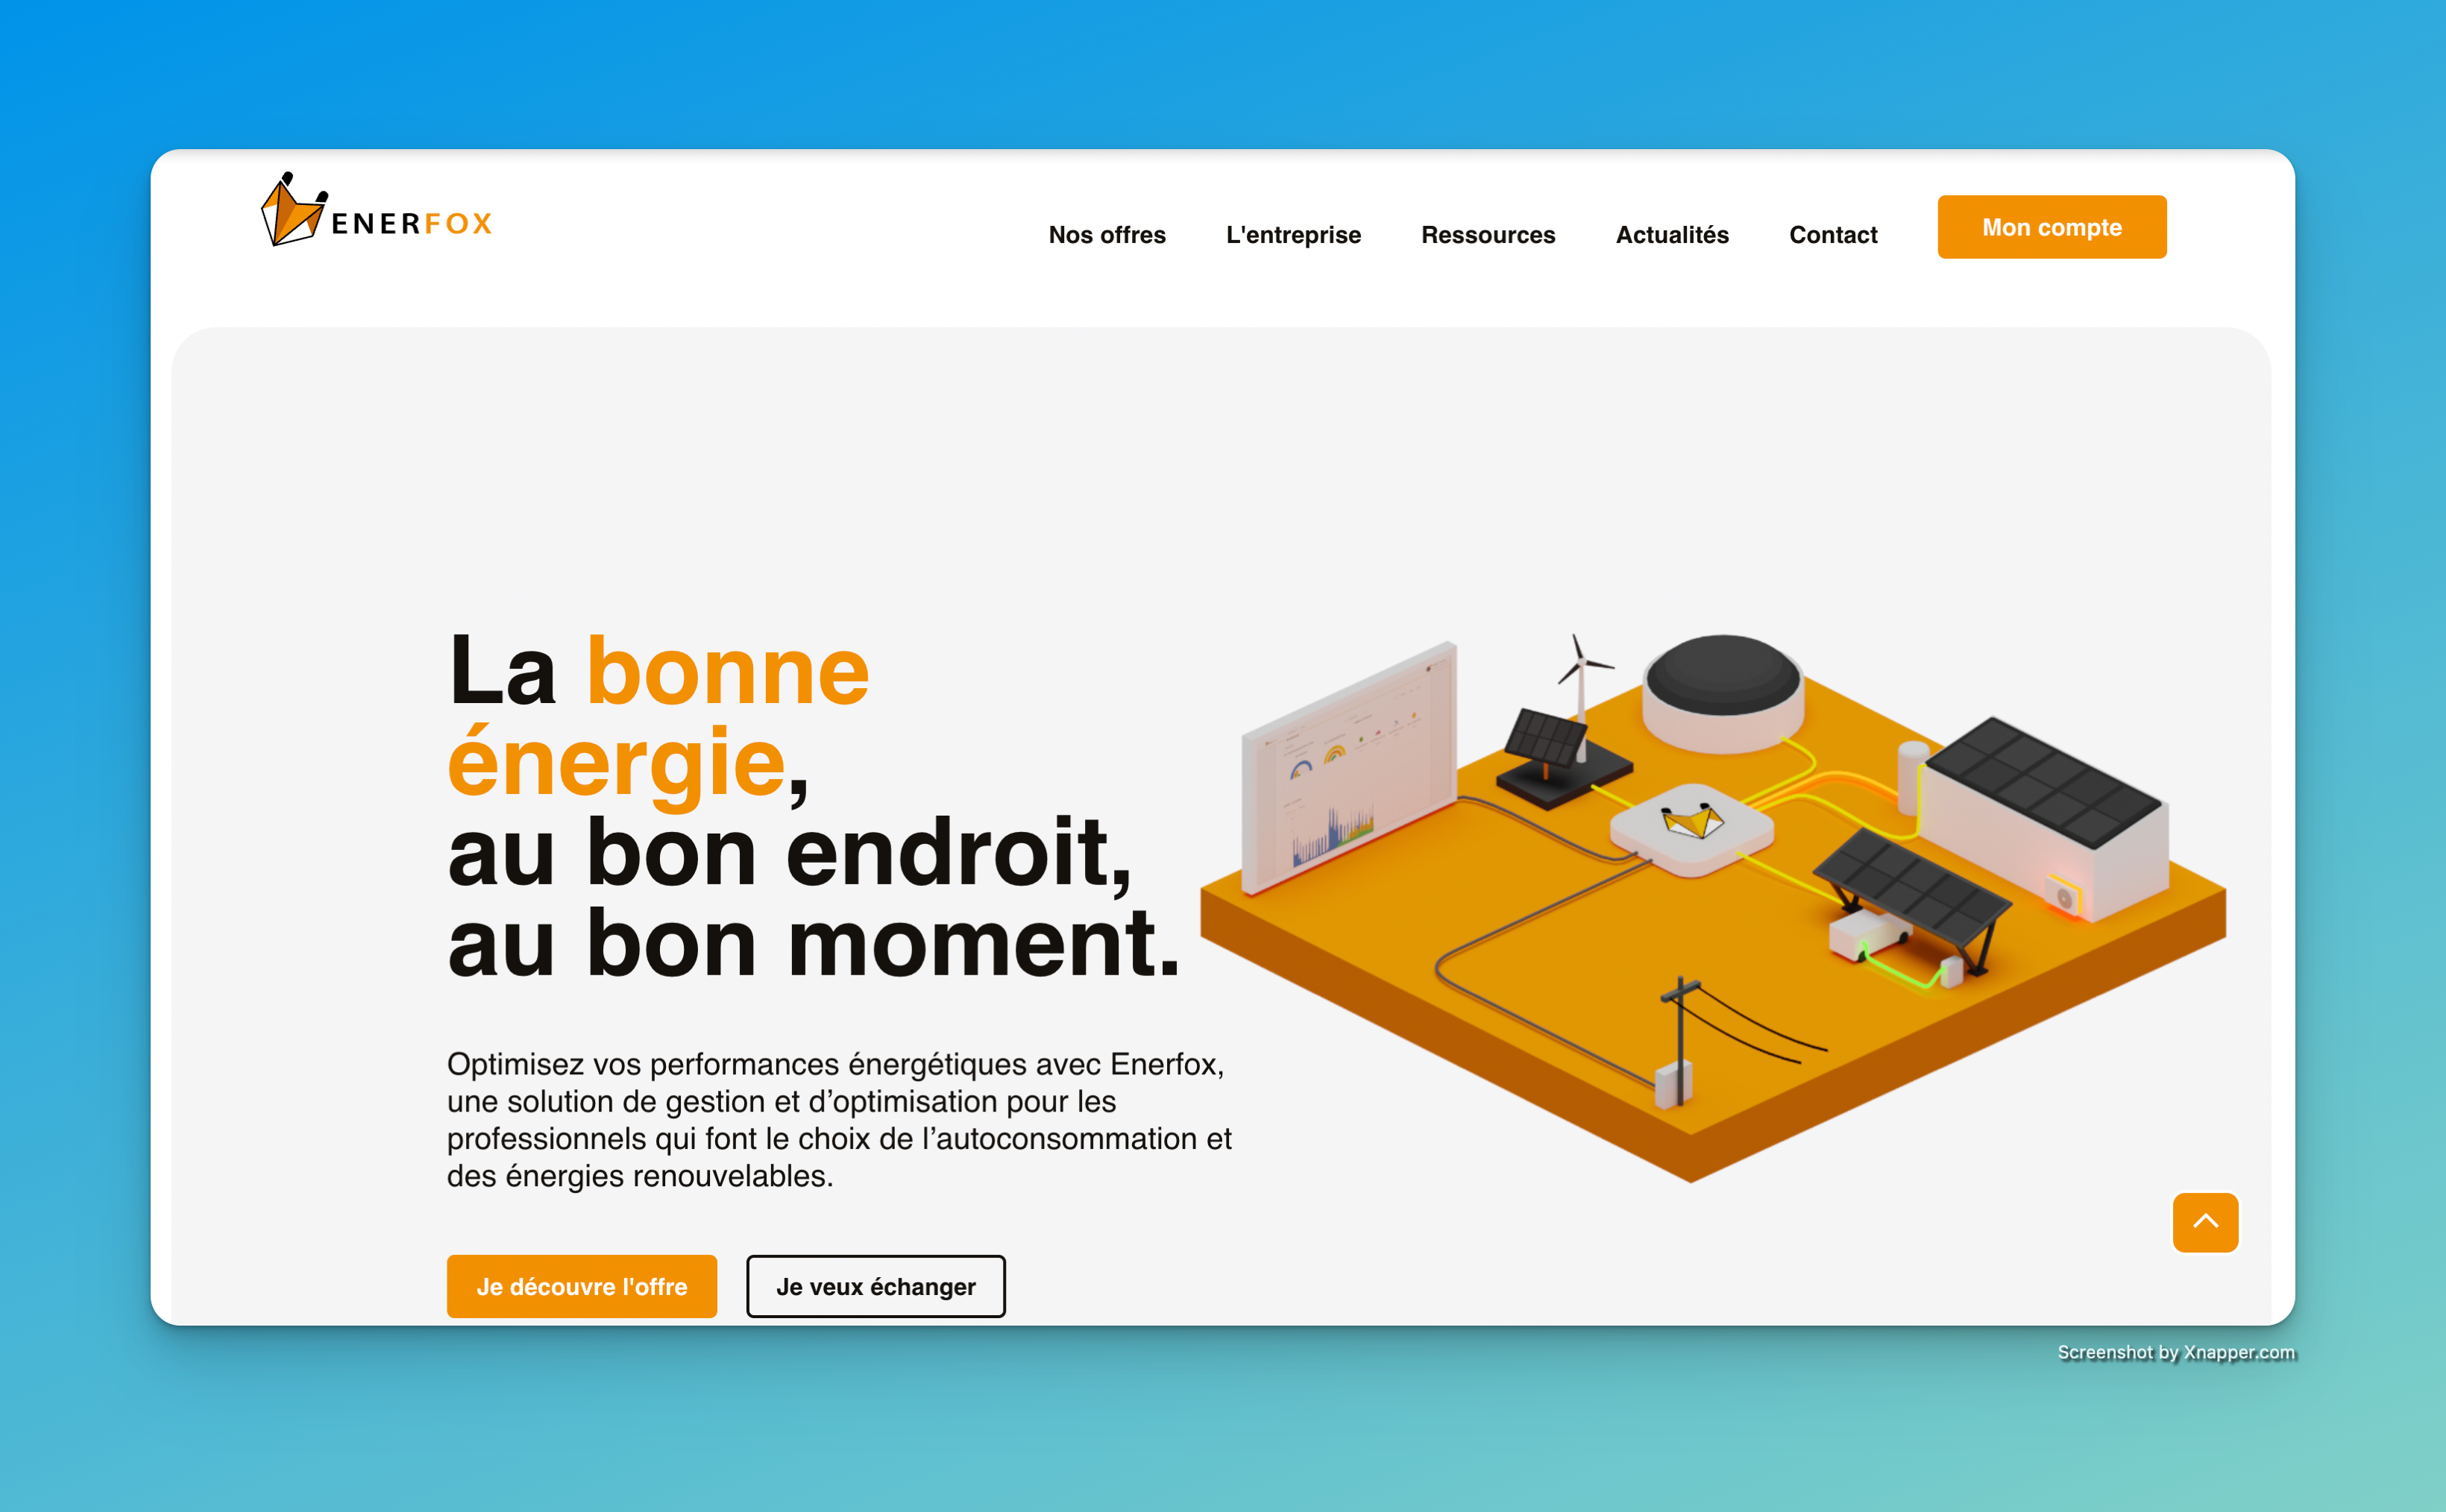 ENERFOX
Nos offres
L'entreprise
Ressources
Actualités
Contact
Mon compte
La bonne
énergie,
au bon endroit,
au bon moment.
Optimisez vos performances énergétiques avec Enerfox,
une solution de gestion et d’optimisation pour les
professionnels qui font le choix de l’autoconsommation et
des énergies renouvelables.
Je découvre l'offre
Je veux échanger
Screenshot by Xnapper.com